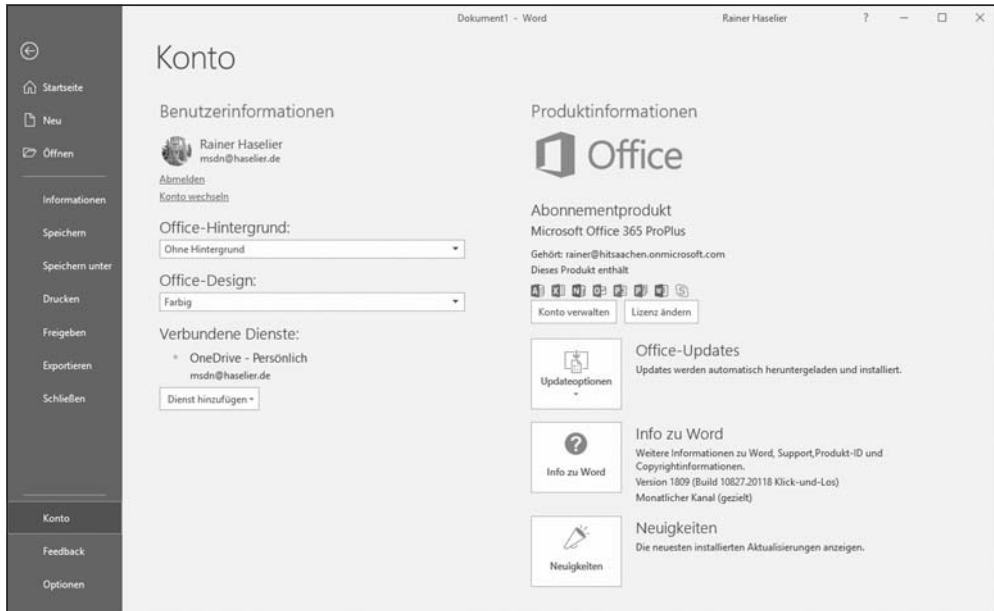 Dokument1 - Word
Rainer Haselier
?
Startseite
Neu
Öffnen
Informationen
Speichern
Speichern unter
Drucken
Freigeben
Exportieren
Schließen
Konto
Feedback
Optionen
Konto
Benutzerinformationen
Rainer Haselier
msdn@haselier.de
Abmelden
Konto wechseln
Office-Hintergrund:
Ohne Hintergrund
Office-Design:
Farbig
Verbundene Dienste:
OneDrive - Persönlich
msdn@haselier.de
Dienst hinzufügen
Produktinformationen
Office
Abonnementprodukt
Microsoft Office 365 ProPlus
Gehört: rainer@hitsaachen.onmicrosoft.com
Dieses Produkt enthält
Konto verwalten
Lizenz ändern
Updateoptionen
Office-Updates
Updates werden automatisch heruntergeladen und installiert.
Info zu Word
Info zu Word
Weitere Informationen zu Word, Support,Produkt-ID und
Copyrightinformationen.
Version 1809 (Build 10827.20118 Klick-und-Los)
Monatlicher Kanal (gezielt)
Neuigkeiten
Neuigkeiten
Die neuesten installierten Aktualisierungen anzeigen.